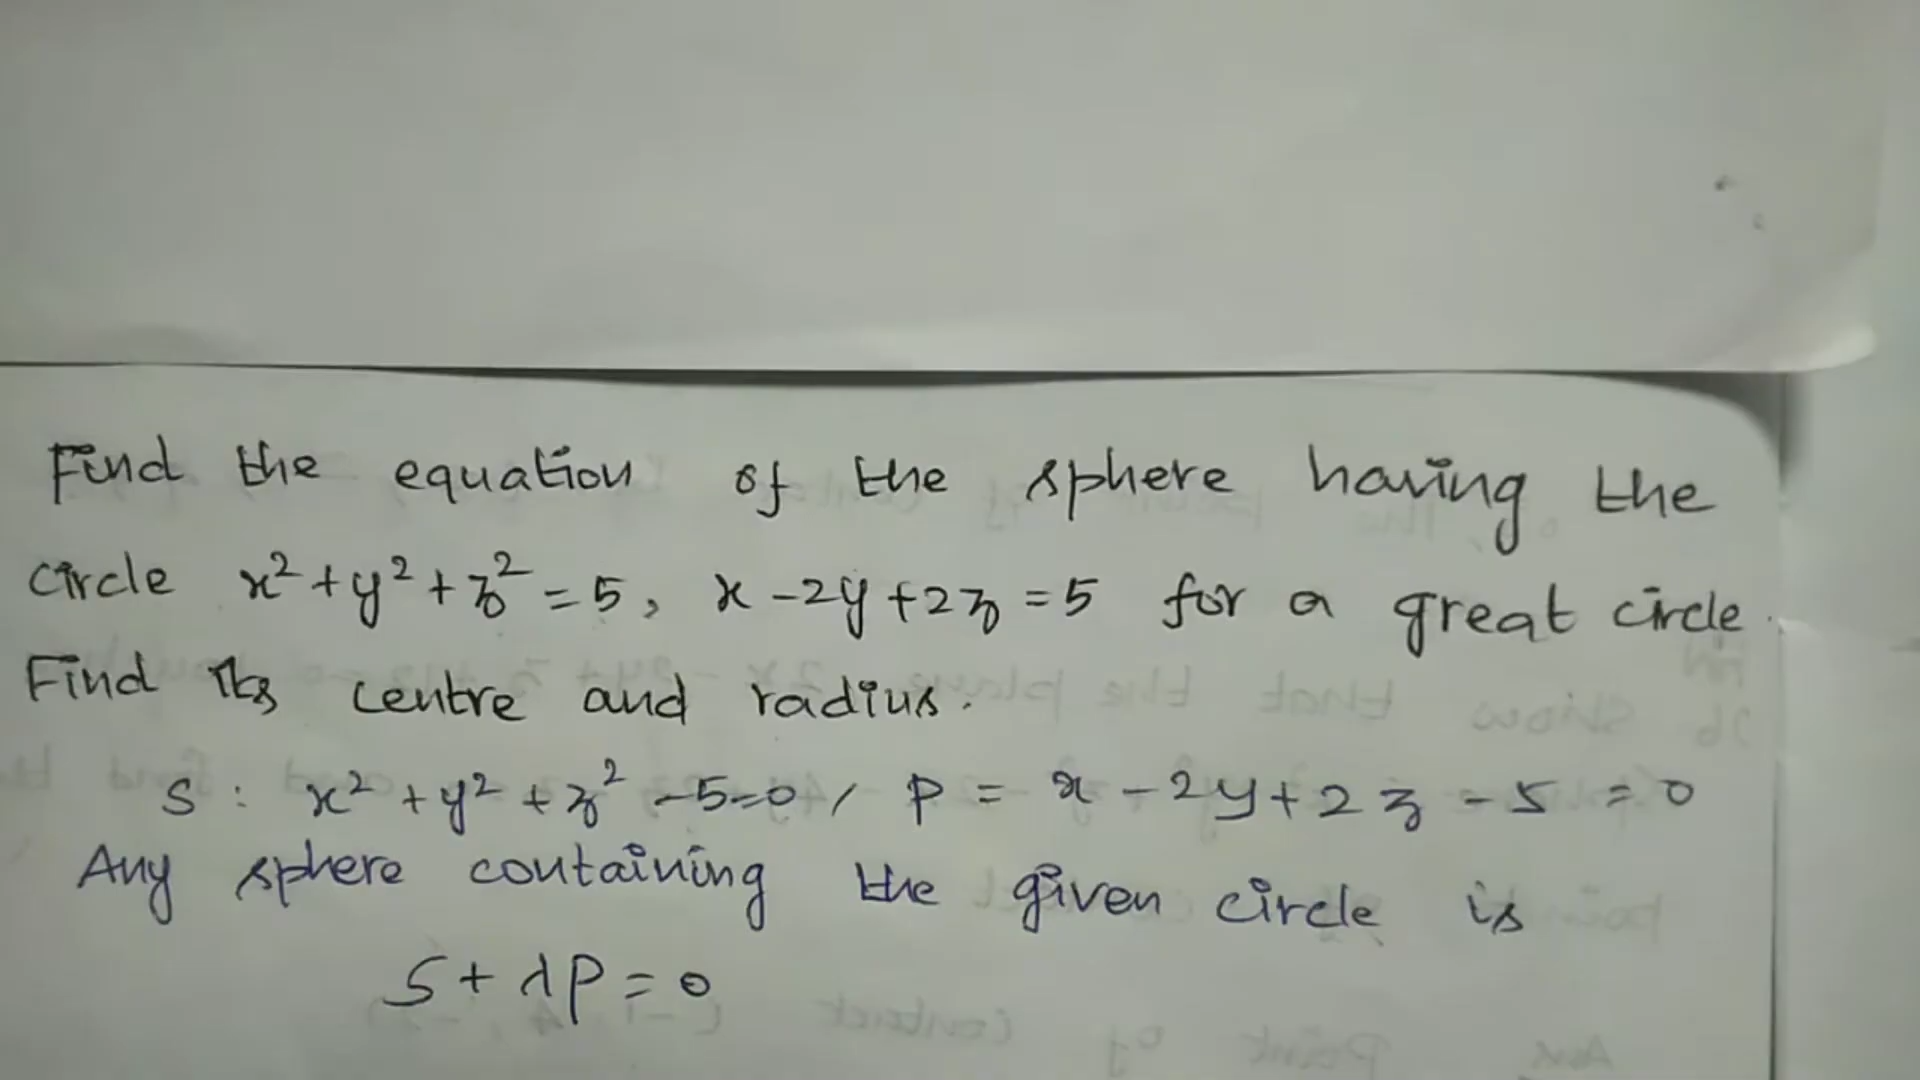 Find the equation of the sphere having the
circle x² + y² + z² = 5, x - 2y + 2z = 5 for a great circle.
Find its centre and radius.
S : x² + y² + z² - 5 = 0, P = x - 2y + 2z - 5 = 0
Any sphere containing the given circle is
S + λP = 0